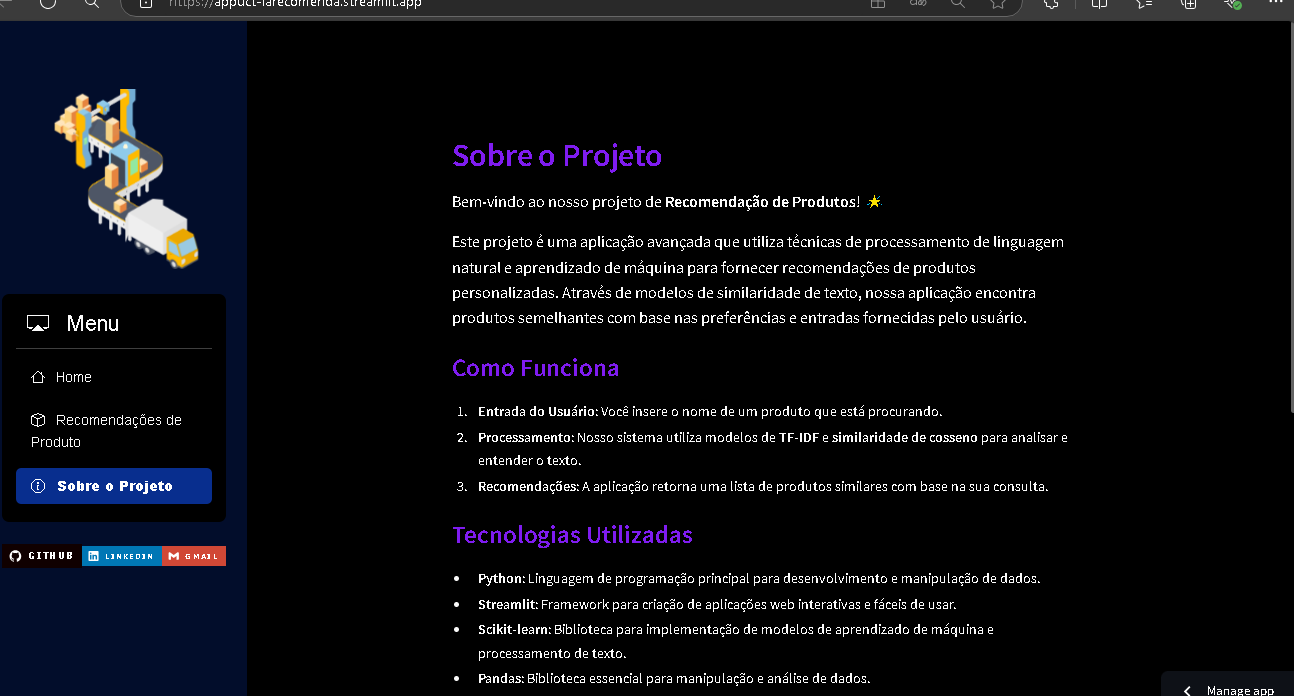 https://appuct-iarecomenda.streamlit.app
Menu
Home
Recomendações de
Produto
Sobre o Projeto
GITHUB LINKEDIN GMAIL
Sobre o Projeto
Bem-vindo ao nosso projeto de Recomendação de Produtos! 🌟
Este projeto é uma aplicação avançada que utiliza técnicas de processamento de linguagem
natural e aprendizado de máquina para fornecer recomendações de produtos
personalizadas. Através de modelos de similaridade de texto, nossa aplicação encontra
produtos semelhantes com base nas preferências e entradas fornecidas pelo usuário.
Como Funciona
1. Entrada do Usuário: Você insere o nome de um produto que está procurando.
2. Processamento: Nosso sistema utiliza modelos de TF-IDF e similaridade de cosseno para analisar e
entender o texto.
3. Recomendações: A aplicação retorna uma lista de produtos similares com base na sua consulta.
Tecnologias Utilizadas
• Python: Linguagem de programação principal para desenvolvimento e manipulação de dados.
• Streamlit: Framework para criação de aplicações web interativas e fáceis de usar.
• Scikit-learn: Biblioteca para implementação de modelos de aprendizado de máquina e
processamento de texto.
• Pandas: Biblioteca essencial para manipulação e análise de dados.
Manage app